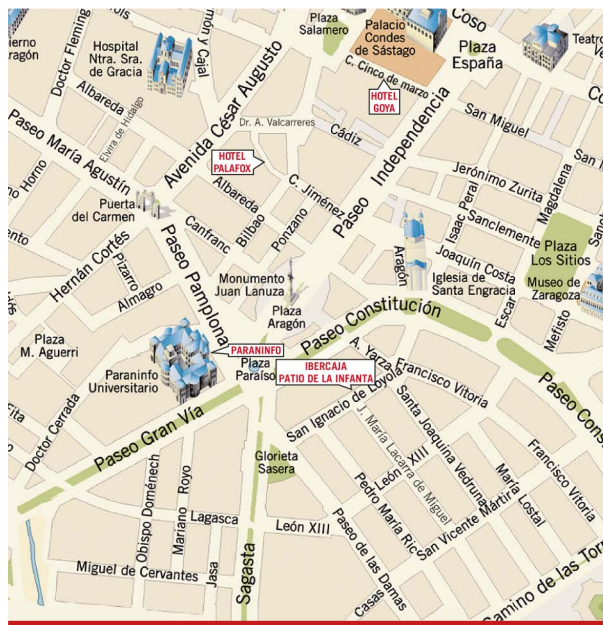 Plaza
Salamero
Palacio
Condes
de Sástago
Coso
Plaza
España
Hospital
Ntra. Sra.
de Gracia
Doctor Fleming
Albareda
Elvira de Hidalgo
Avenida César Augusto
C. Cinco de marzo
HOTEL
GOYA
Dr. A. Valcarreres
Cádiz
Paseo Independencia
San Miguel
Paseo María Agustín
HOTEL
PALAFOX
Albareda
C. Jiménez
Jerónimo Zurita
Magdalena
Isaac Peral
Sanclemente
Puerta
del Carmen
Canfranc
Bilbao
Ponzano
Aragón
Joaquín Costa
Plaza
Los Sitios
Hernán Cortés
Pizarro
Almagro
Paseo Pamplona
Monumento
Juan Lanuza
Plaza
Aragón
Iglesia de
Santa Engracia
Museo de
Zaragoza
Paseo Constitución
Mefisto
Plaza
M. Aguerri
PARANINFO
Plaza
Paraíso
Paraninfo
Universitario
IBERCAJA
PATIO DE LA INFANTA
A. Yarza
Francisco Vitoria
San Ignacio de Loyola
Doctor Cerrada
Paseo Gran Vía
Glorieta
Sasera
J. María Lacarra de Miguel
Santa Joaquina Vedruna
León XIII
Pedro María Ric
María Lostal
San Vicente Mártir
Francisco Vitoria
Obispo Doménech
Mariano Royo
Lagasca
León XIII
Paseo de las Damas
Miguel de Cervantes
Jasa
Sagasta
Casas